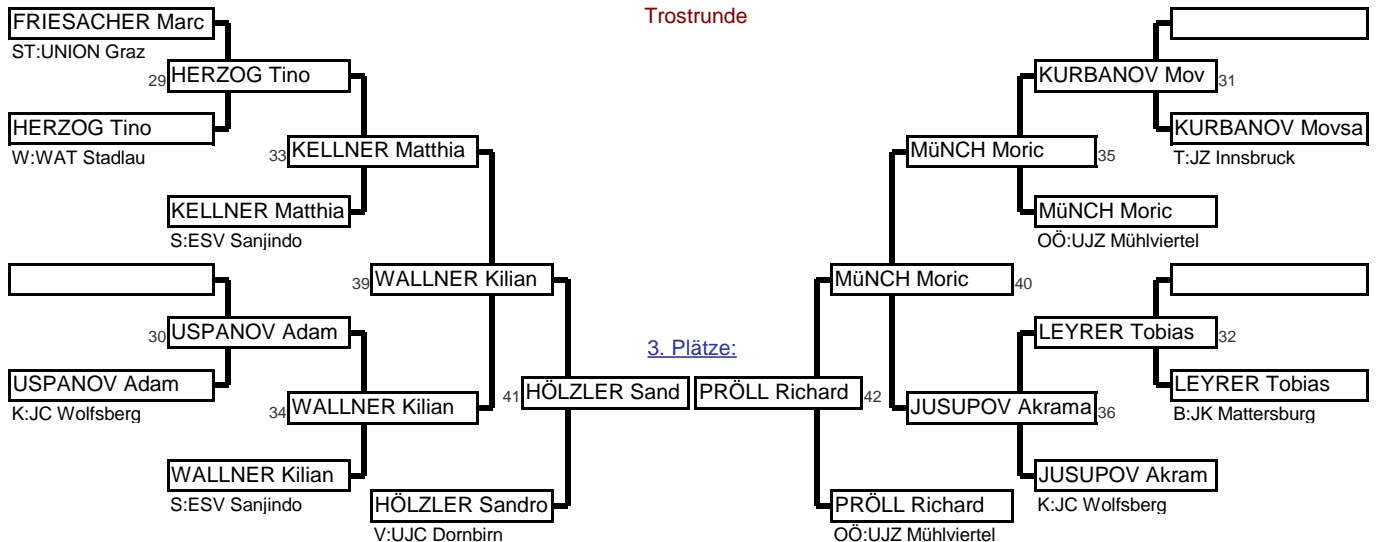 Trostrunde
FRIESACHER Marc
ST:UNION Graz
29 HERZOG Tino
HERZOG Tino
W:WAT Stadlau
33 KELLNER Matthia
KELLNER Matthia
S:ESV Sanjindo
39 WALLNER Kilian
30 USPANOV Adam
USPANOV Adam
K:JC Wolfsberg
34 WALLNER Kilian
WALLNER Kilian
S:ESV Sanjindo
3. Plätze:
41 HÖLZLER Sand
HÖLZLER Sandro
V:UJC Dornbirn
KURBANOV Mov 31
KURBANOV Movsa
T:JZ Innsbruck
MüNCH Moric 35
MüNCH Moric
OÖ:UJZ Mühlviertel
MüNCH Moric 40
LEYRER Tobias 32
LEYRER Tobias
B:JK Mattersburg
PRÖLL Richard 42
JUSUPOV Akrama 36
JUSUPOV Akram
K:JC Wolfsberg
PRÖLL Richard
OÖ:UJZ Mühlviertel